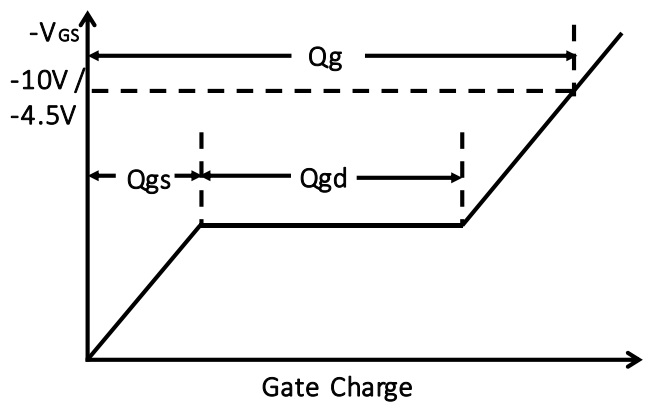 -VGS
Qg
-10V /
-4.5V
Qgs
Qgd
Gate Charge